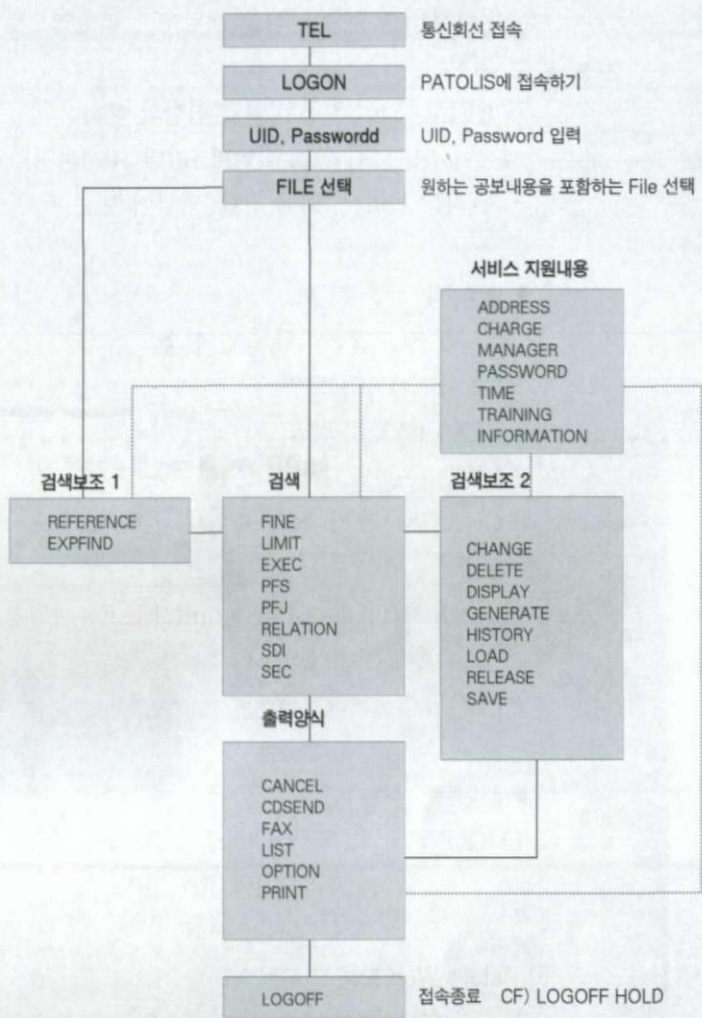 TEL 통신회선 접속
LOGON PATOLIS에 접속하기
UID, Passwordd UID, Password 입력
FILE 선택 원하는 공보내용을 포함하는 File 선택
서비스 지원내용
ADDRESS
CHARGE
MANAGER
PASSWORD
TIME
TRAINING
INFORMATION
검색보조 1
REFERENCE
EXPFIND
검색
FINE
LIMIT
EXEC
PFS
PFJ
RELATION
SDI
SEC
검색보조 2
CHANGE
DELETE
DISPLAY
GENERATE
HISTORY
LOAD
RELEASE
SAVE
출력양식
CANCEL
CDSEND
FAX
LIST
OPTION
PRINT
LOGOFF 접속종료 CF) LOGOFF HOLD